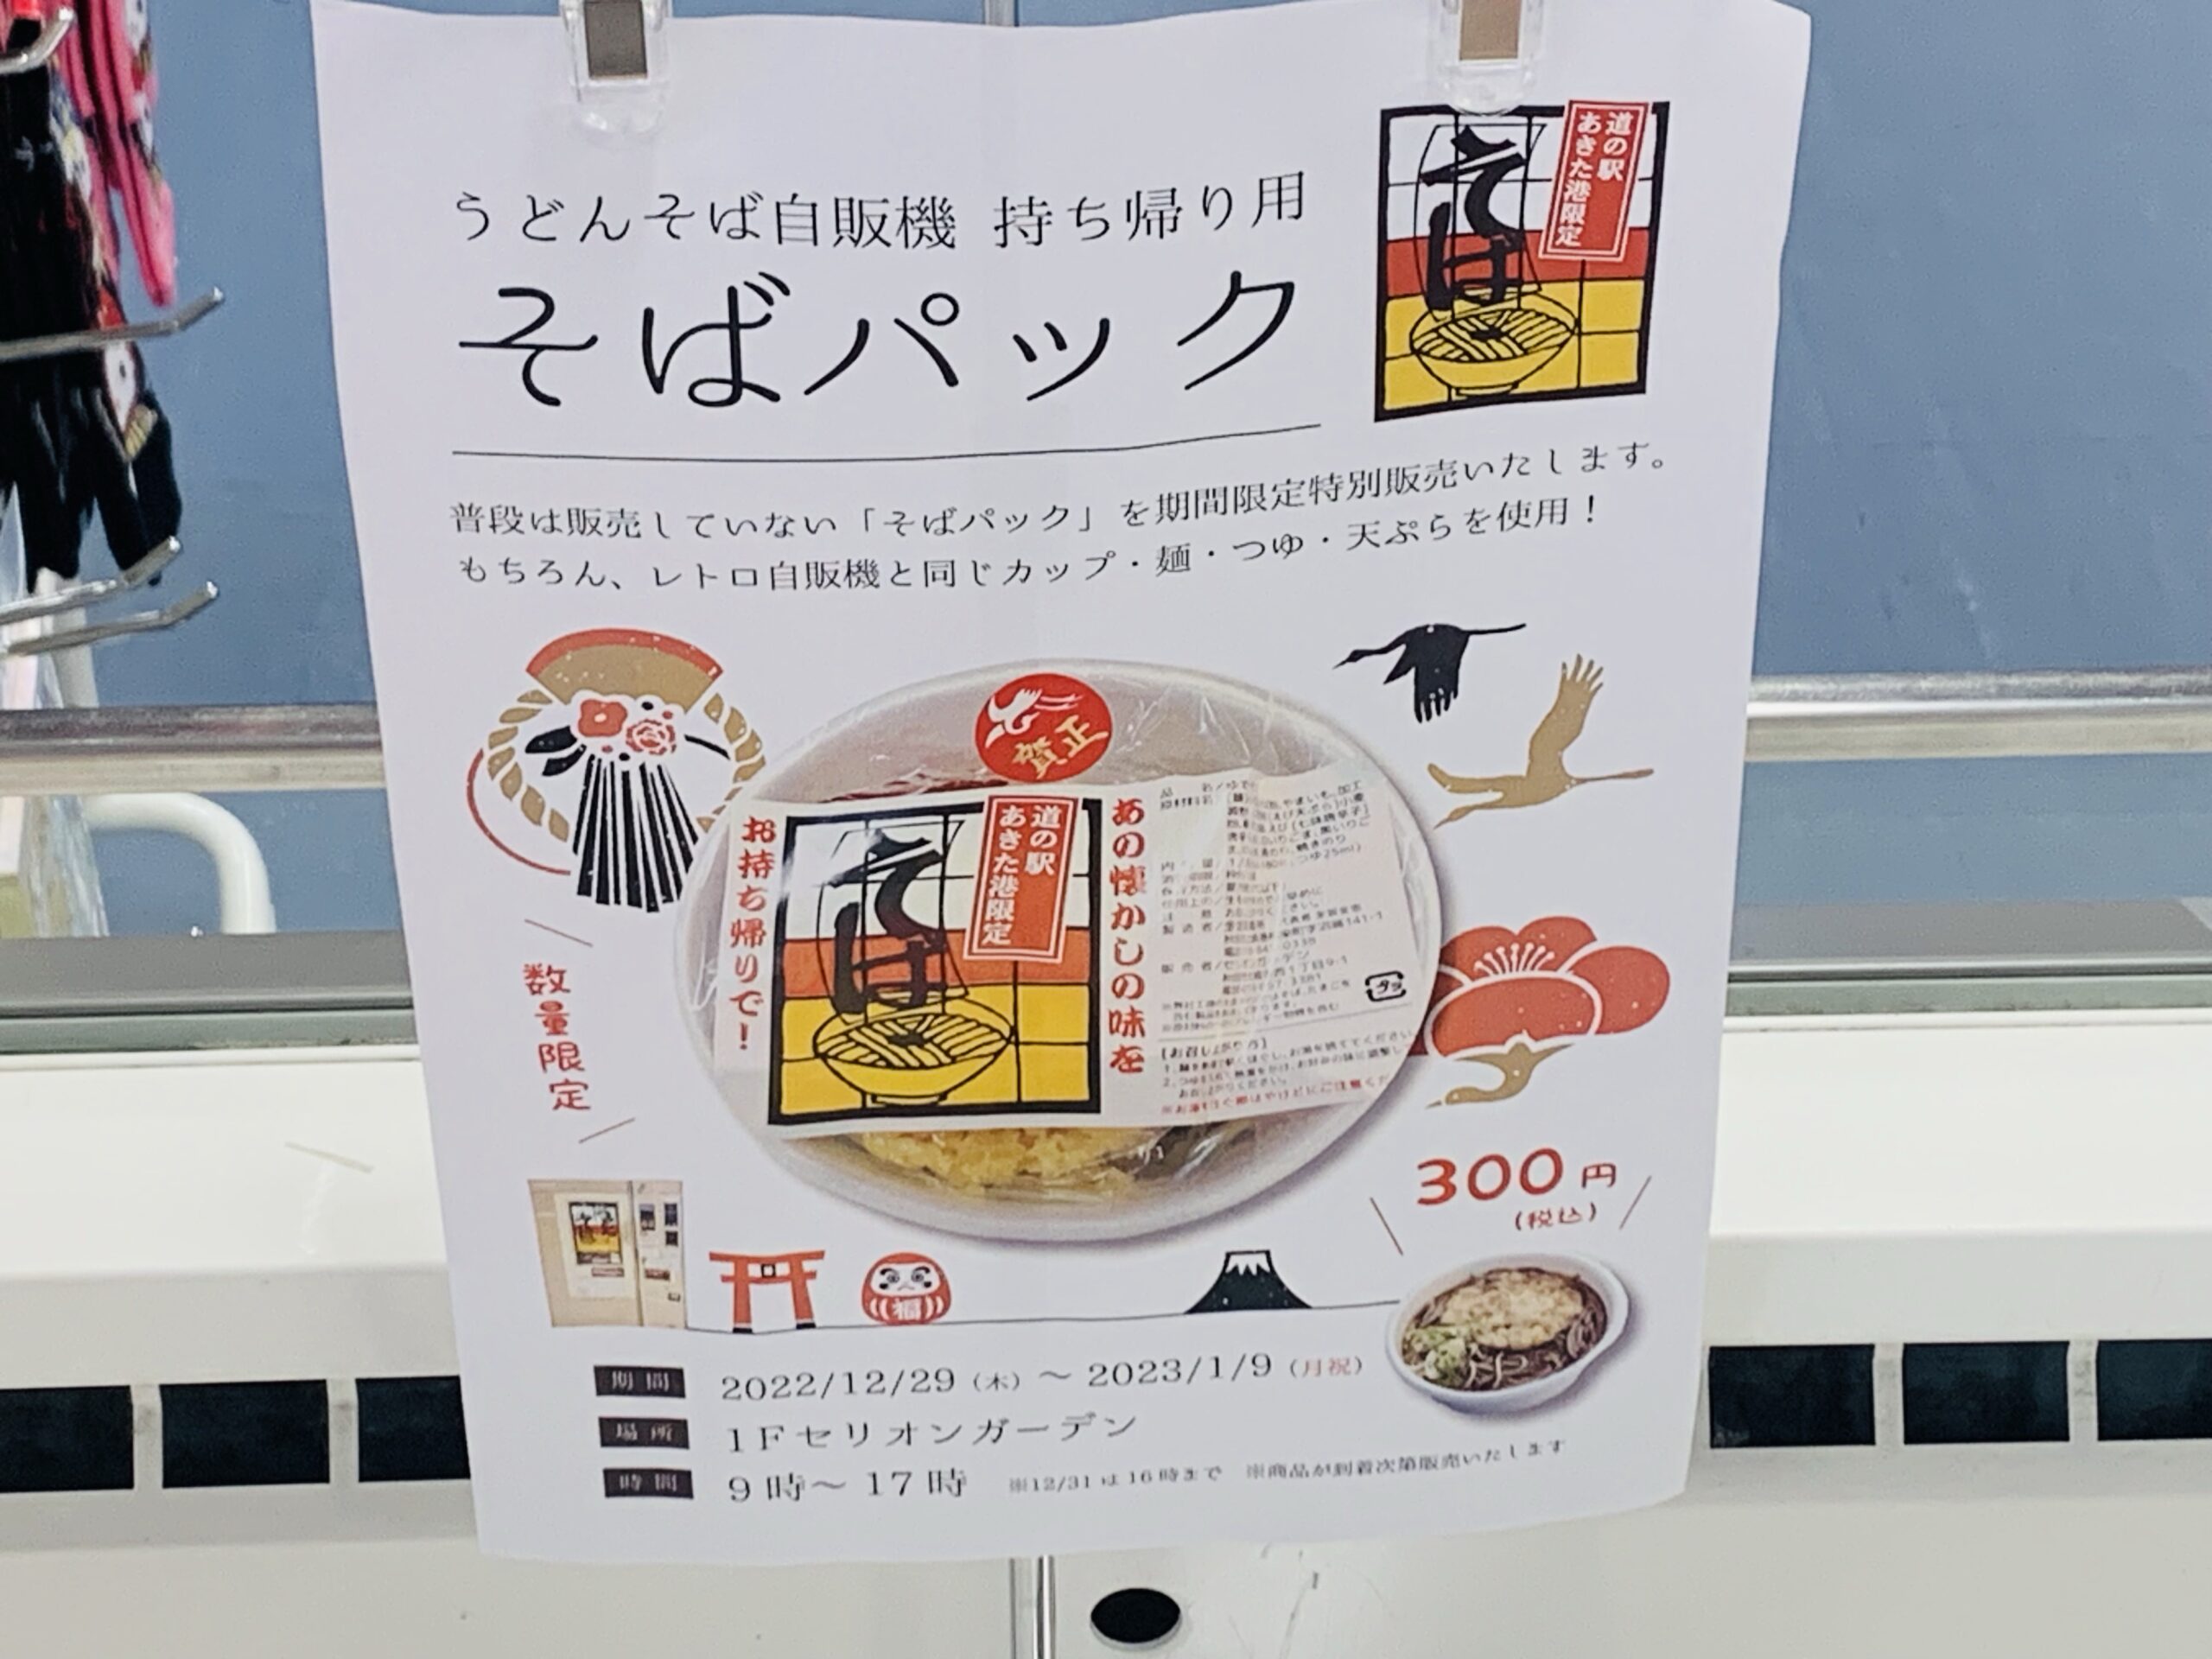 うどんそば自販機 持ち帰り用
そばパック
そば
道の駅
あきた港限定
普段は販売していない「そばパック」を期間限定特別販売いたします。
もちろん、レトロ自販機と同じカップ・麺・つゆ・天ぷらを使用!
賀正
お持ち帰りで!
そば
道の駅
あきた港限定
あの懐かしの味を
数量限定
300円
(税込)
福
期間 2022/12/29(木)~2023/1/9(月祝)
場所 1Fセリオンガーデン
時間 9時~17時 ※12/31は16時まで ※商品が到着次第販売いたします